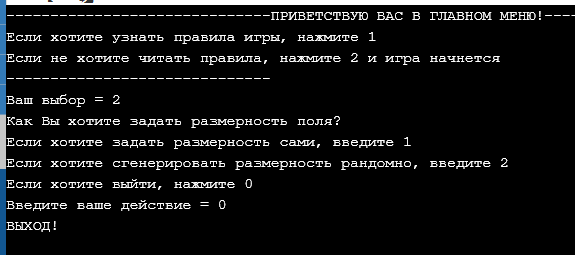 ------------------------------ПРИВЕТСТВУЮ ВАС В ГЛАВНОМ МЕНЮ!----
Если хотите узнать правила игры, нажмите 1
Если не хотите читать правила, нажмите 2 и игра начнется
------------------------------
Ваш выбор = 2
Как Вы хотите задать размерность поля?
Если хотите задать размерность сами, введите 1
Если хотите сгенерировать размерность рандомно, введите 2
Если хотите выйти, нажмите 0
Введите ваше действие = 0
ВЫХОД!